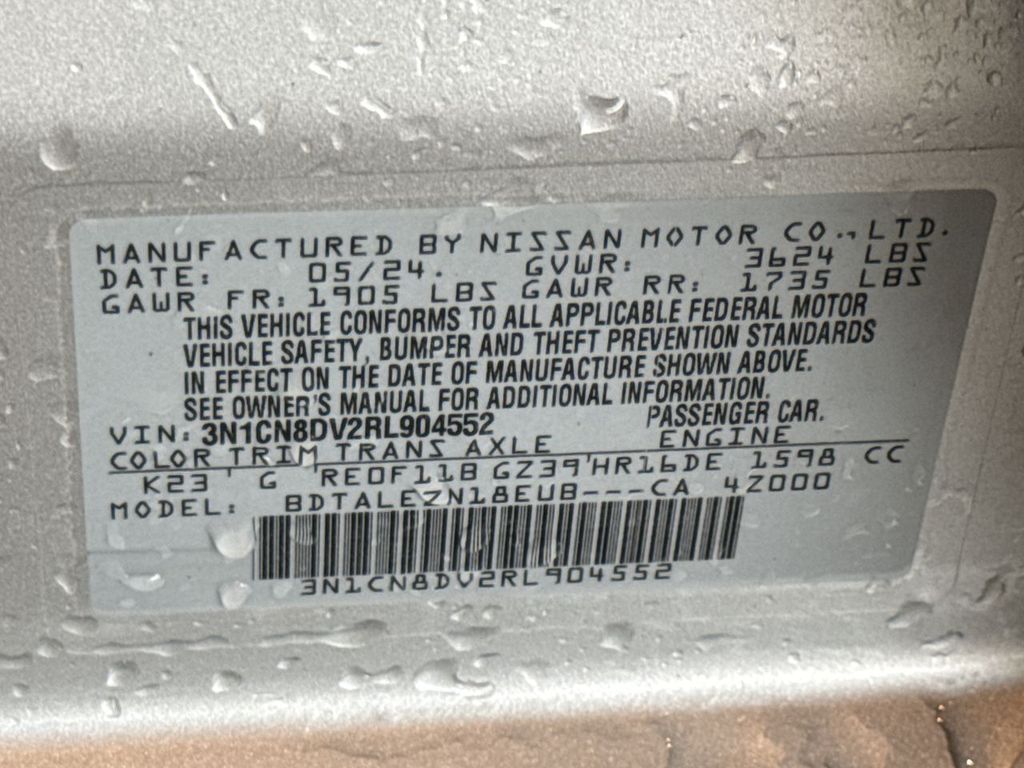 MANUFACTURED BY NISSAN MOTOR CO., LTD.
DATE: 05/24. GVWR: 3624 LBS
GAWR FR: 1905 LBS GAWR RR: 1735 LBS
THIS VEHICLE CONFORMS TO ALL APPLICABLE FEDERAL MOTOR
VEHICLE SAFETY, BUMPER AND THEFT PREVENTION STANDARDS
IN EFFECT ON THE DATE OF MANUFACTURE SHOWN ABOVE.
SEE OWNER'S MANUAL FOR ADDITIONAL INFORMATION.
VIN: 3N1CN8DV2RL904552 PASSENGER CAR.
COLOR TRIM TRANS AXLE ENGINE
K23 G RE0F11B GZ39 HR16DE 1598 CC
MODEL: BDTALEZN18EUB---CA 4Z000
3N1CN8DV2RL904552